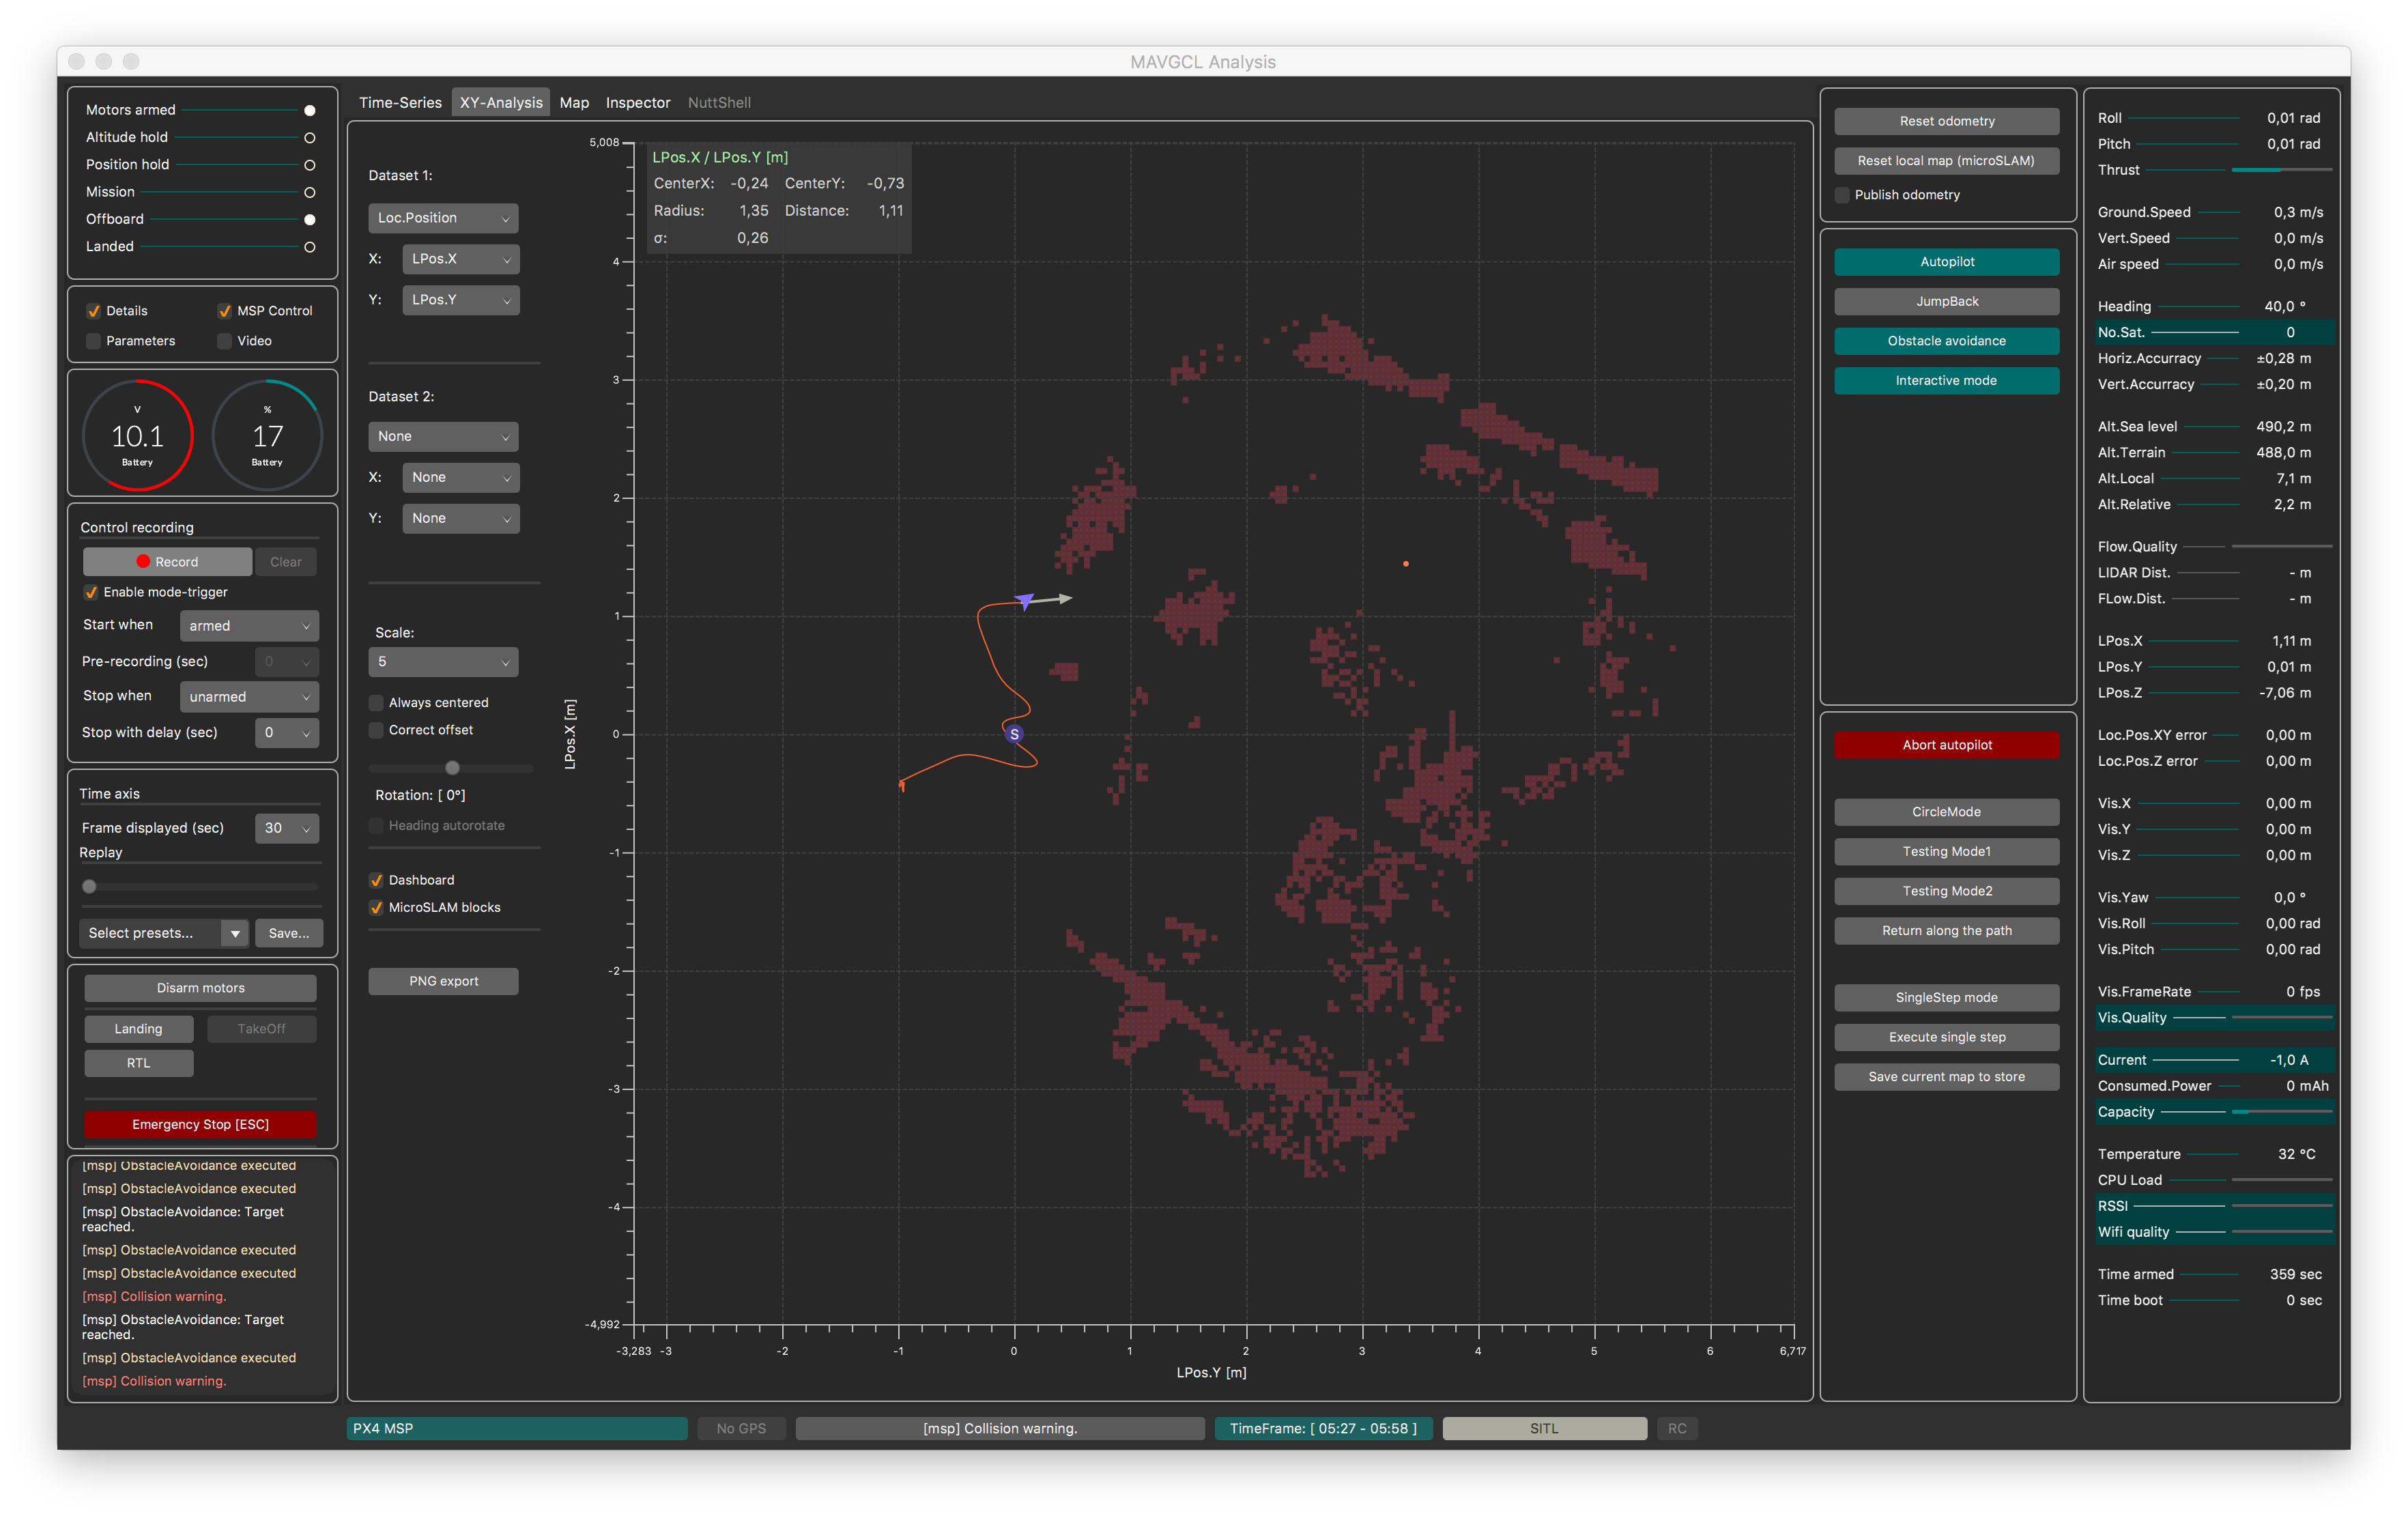 MAVGCL Analysis
Motors armed
Altitude hold
Position hold
Mission
Offboard
Landed
Details
MSP Control
Parameters
Video
V
10.1
Battery
%
17
Battery
Control recording
Record
Clear
Enable mode-trigger
Start when armed
Pre-recording (sec) 0
Stop when unarmed
Stop with delay (sec) 0
Time axis
Frame displayed (sec) 30
Replay
Select presets...
Save...
Disarm motors
Landing
TakeOff
RTL
Emergency Stop [ESC]
[msp] ObstacleAvoidance executed
[msp] ObstacleAvoidance executed
[msp] ObstacleAvoidance: Target
reached.
[msp] ObstacleAvoidance executed
[msp] ObstacleAvoidance executed
[msp] Collision warning.
[msp] ObstacleAvoidance: Target
reached.
[msp] ObstacleAvoidance executed
[msp] Collision warning.
Time-Series
XY-Analysis
Map
Inspector
NuttShell
Dataset 1:
Loc.Position
X: LPos.X
Y: LPos.Y
Dataset 2:
None
X: None
Y: None
Scale:
5
Always centered
Correct offset
Rotation: [ 0°]
Heading autorotate
Dashboard
MicroSLAM blocks
PNG export
LPos.X / LPos.Y [m]
CenterX: -0,24 CenterY: -0,73
Radius: 1,35 Distance: 1,11
σ: 0,26
5,008
4
3
2
1
0
-1
-2
-3
-4
-4,992
LPos.X [m]
S
-3,283 -3 -2 -1 0 1 2 3 4 5 6 6,717
LPos.Y [m]
Reset odometry
Reset local map (microSLAM)
Publish odometry
Autopilot
JumpBack
Obstacle avoidance
Interactive mode
Abort autopilot
CircleMode
Testing Mode1
Testing Mode2
Return along the path
SingleStep mode
Execute single step
Save current map to store
Roll 0,01 rad
Pitch 0,01 rad
Thrust
Ground.Speed 0,3 m/s
Vert.Speed 0,0 m/s
Air speed 0,0 m/s
Heading 40,0 °
No.Sat. 0
Horiz.Accurracy ±0,28 m
Vert.Accurracy ±0,20 m
Alt.Sea level 490,2 m
Alt.Terrain 488,0 m
Alt.Local 7,1 m
Alt.Relative 2,2 m
Flow.Quality
LIDAR Dist. - m
FLow.Dist. - m
LPos.X 1,11 m
LPos.Y 0,01 m
LPos.Z -7,06 m
Loc.Pos.XY error 0,00 m
Loc.Pos.Z error 0,00 m
Vis.X 0,00 m
Vis.Y 0,00 m
Vis.Z 0,00 m
Vis.Yaw 0,0 °
Vis.Roll 0,00 rad
Vis.Pitch 0,00 rad
Vis.FrameRate 0 fps
Vis.Quality
Current -1,0 A
Consumed.Power 0 mAh
Capacity
Temperature 32 °C
CPU Load
RSSI
Wifi quality
Time armed 359 sec
Time boot 0 sec
PX4 MSP
No GPS
[msp] Collision warning.
TimeFrame: [ 05:27 - 05:58 ]
SITL
RC